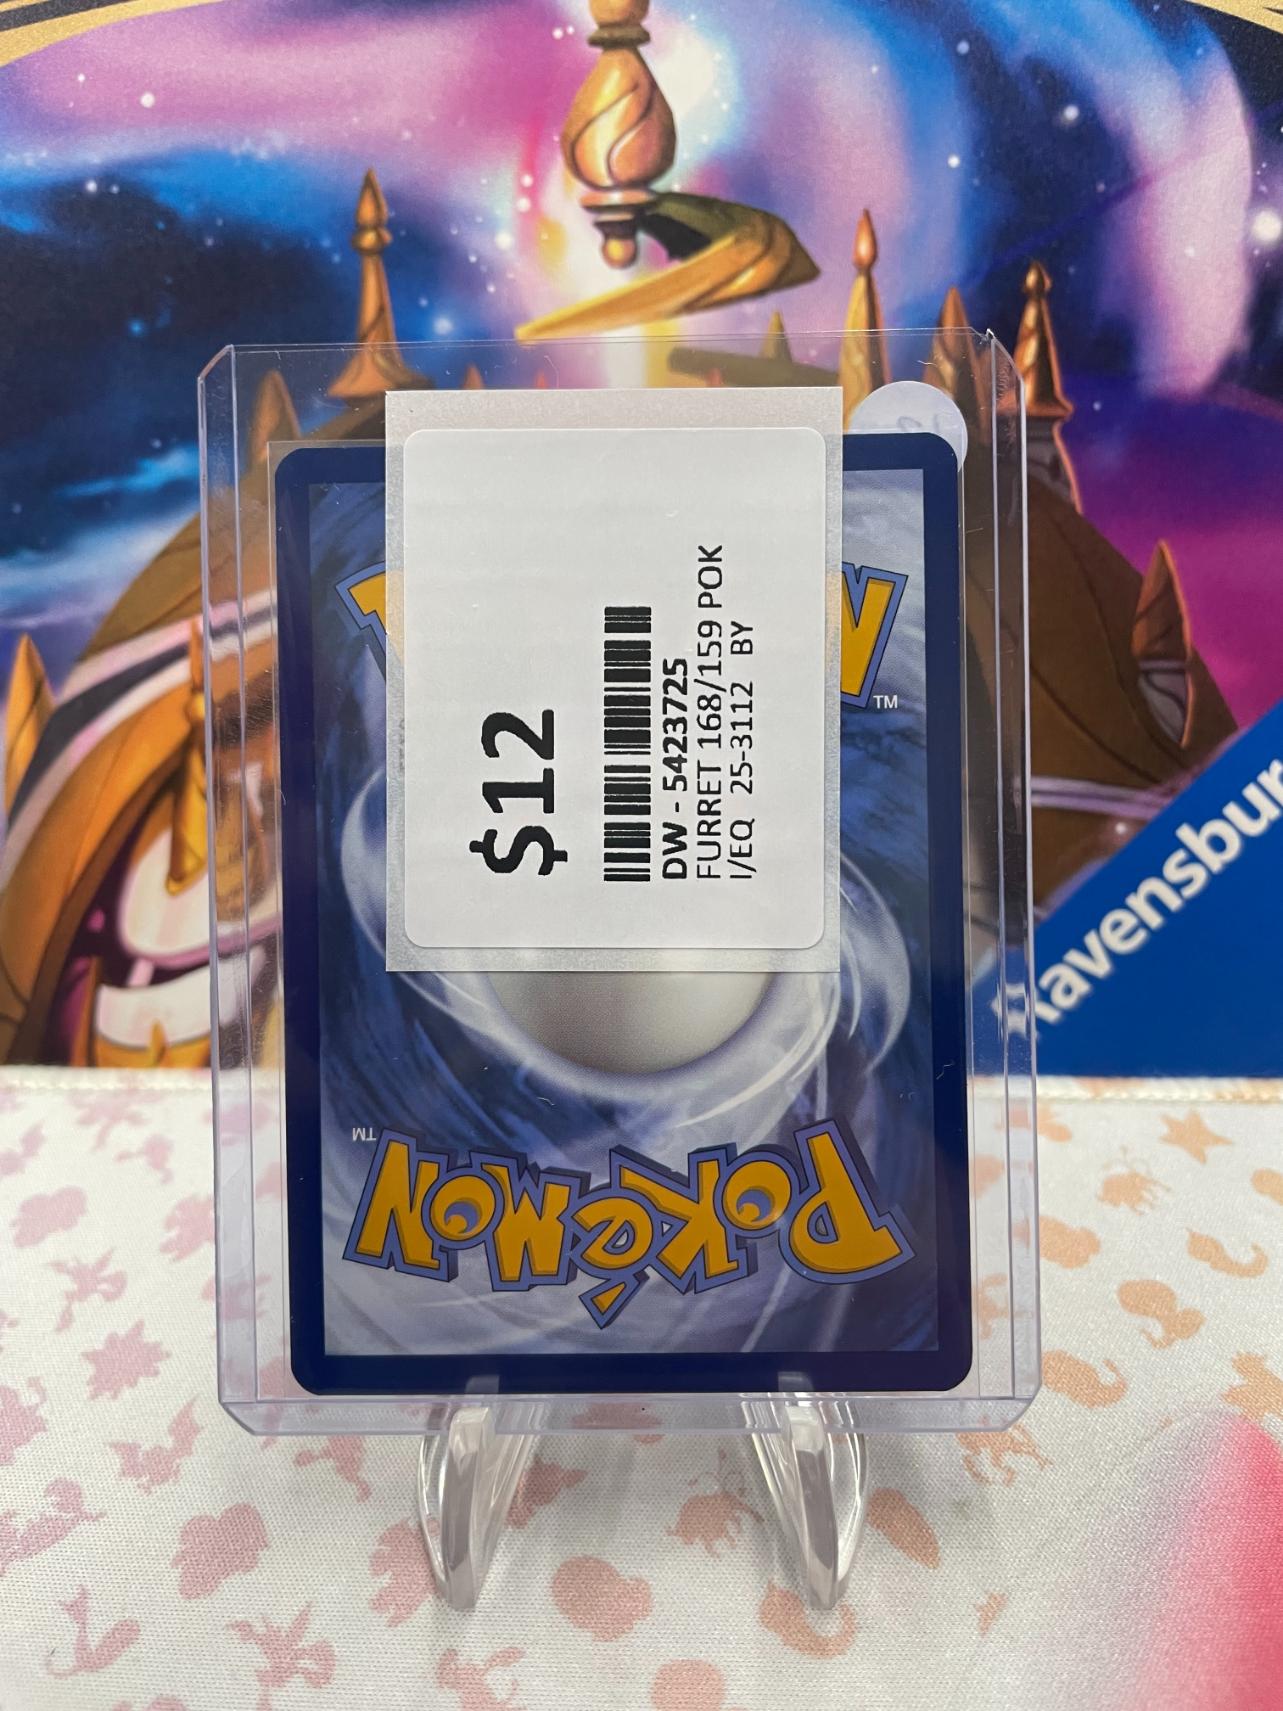 $12
DW - 5423725
FURRET 168/159 POK
I/EQ 25-3112 BY
TM
Ravensbur
POKéMON
TM